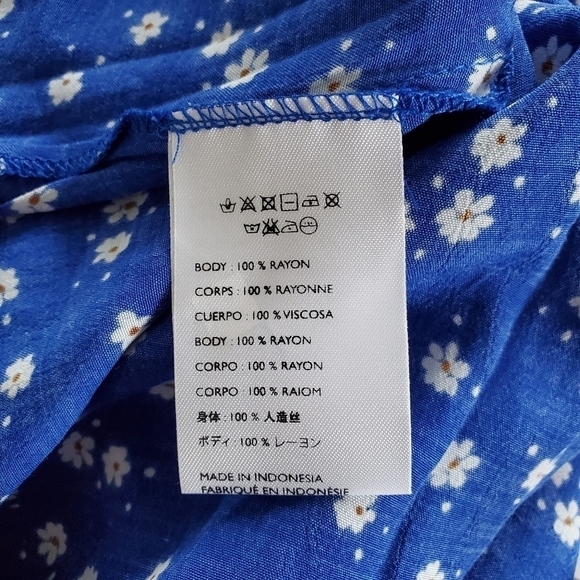 BODY : 100 % RAYON
CORPS : 100 % RAYONNE
CUERPO : 100 % VISCOSA
BODY : 100 % RAYON
CORPO : 100 % RAYON
CORPO : 100 % RAIOM
身体 : 100 % 人造丝
ボディ : 100 % レーヨン
MADE IN INDONESIA
FABRIQUÉ EN INDONÉSIE